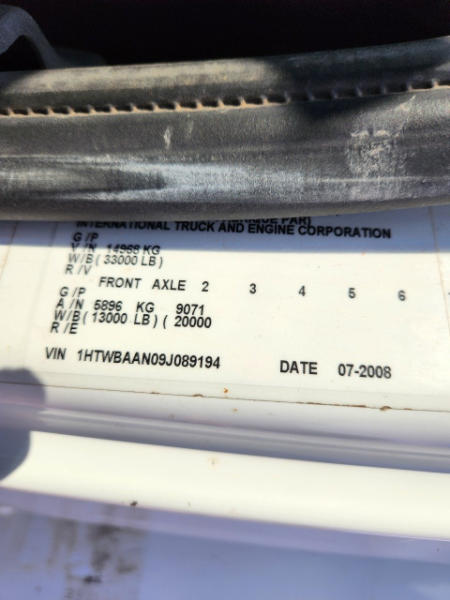 INTERNATIONAL TRUCK AND ENGINE CORPORATION
G/P
V/N 14968 KG
W/B( 33000 LB)
R/V
FRONT AXLE 2 3 4 5 6
G/P
A/N 5896 KG 9071
W/B( 13000 LB) ( 20000
R/E
VIN 1HTWBAAN09J089194 DATE 07-2008